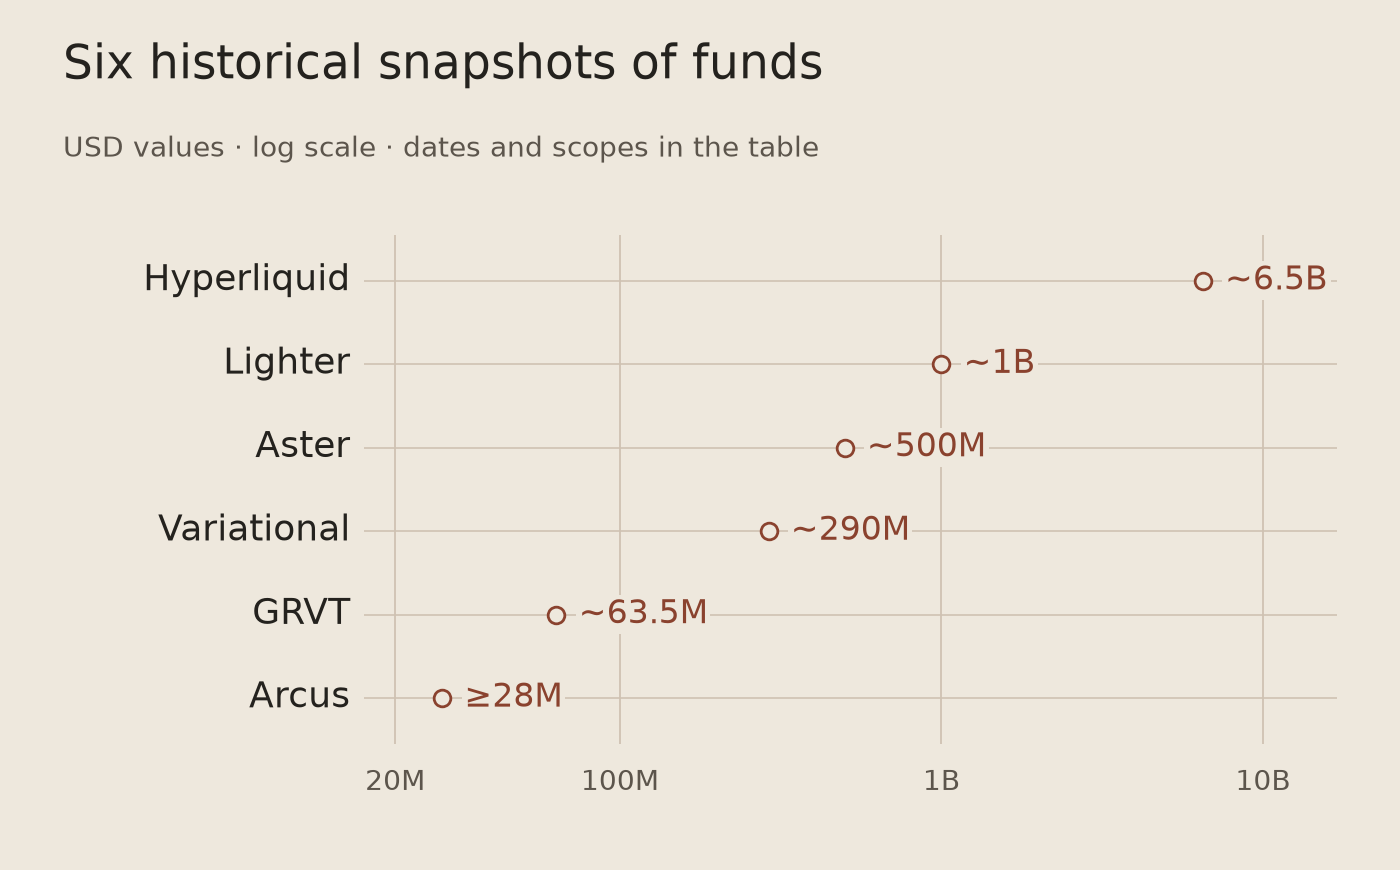 Six historical snapshots of funds
USD values · log scale · dates and scopes in the table
Hyperliquid ~6.5B
Lighter ~1B
Aster ~500M
Variational ~290M
GRVT ~63.5M
Arcus ≥28M
20M 100M 1B 10B